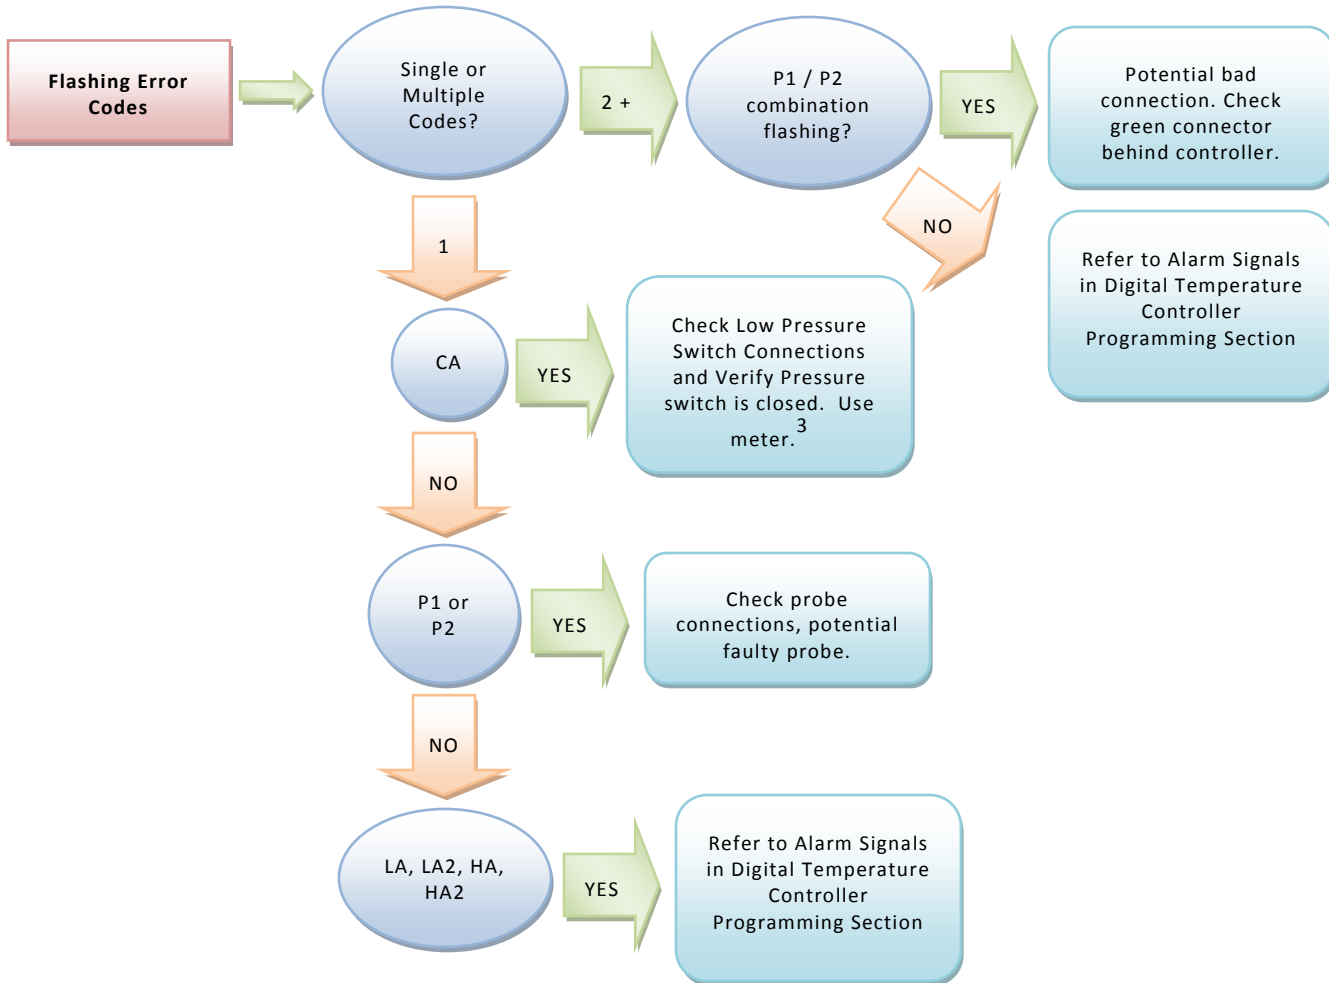 Flashing Error
Codes
Single or
Multiple
Codes?
2 +
P1 / P2
combination
flashing?
YES
Potential bad
connection. Check
green connector
behind controller.
NO
Refer to Alarm Signals
in Digital Temperature
Controller
Programming Section
1
CA
YES
Check Low Pressure
Switch Connections
and Verify Pressure
switch is closed. Use
meter.3
NO
P1 or
P2
YES
Check probe
connections, potential
faulty probe.
NO
LA, LA2, HA,
HA2
YES
Refer to Alarm Signals
in Digital Temperature
Controller
Programming Section